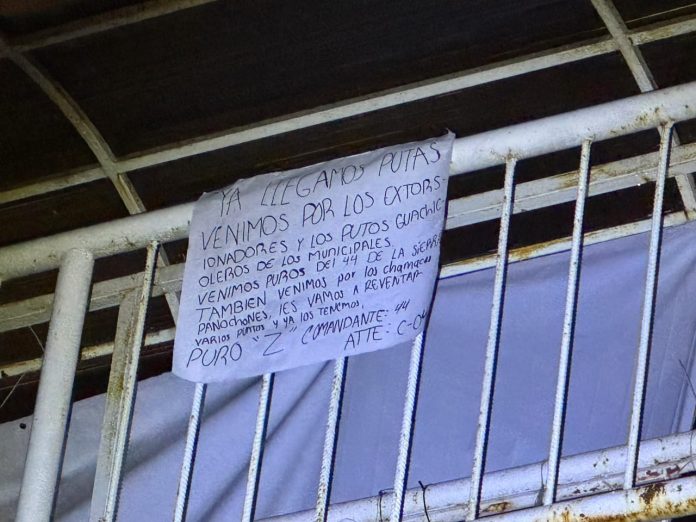 YA LLEGAMOS PUTAS
VENIMOS POR LOS EXTORS-
IONADORES Y LOS PUTOS GUACHIC-
OLEROS DE LOS MUNICIPALES.
VENIMOS PUROS DEl 44 DE LA SIERRA
TAMBIEN VENIMOS por los chamacos
PANOCHONES, lES VAMOS A REVENTAR
VARIOS PUNTOS Y YA LOS TENEMOS.
PURO "Z" COMANDANTE: 44
ATTE: C-04